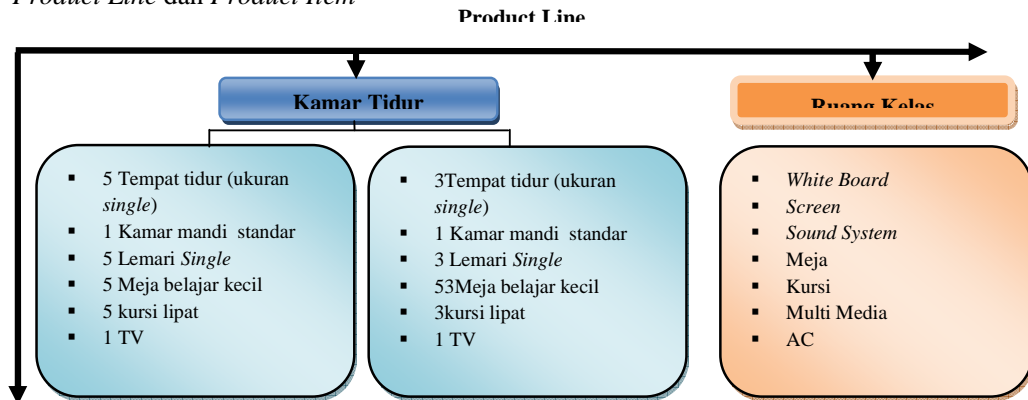 Product Line dan Product Item
Product Line
Kamar Tidur
Ruang Kelas
5 Tempat tidur (ukuran
single)
1 Kamar mandi standar
5 Lemari Single
5 Meja belajar kecil
5 kursi lipat
1 TV
3Tempat tidur (ukuran
single)
1 Kamar mandi standar
3 Lemari Single
53Meja belajar kecil
3kursi lipat
1 TV
White Board
Screen
Sound System
Meja
Kursi
Multi Media
AC